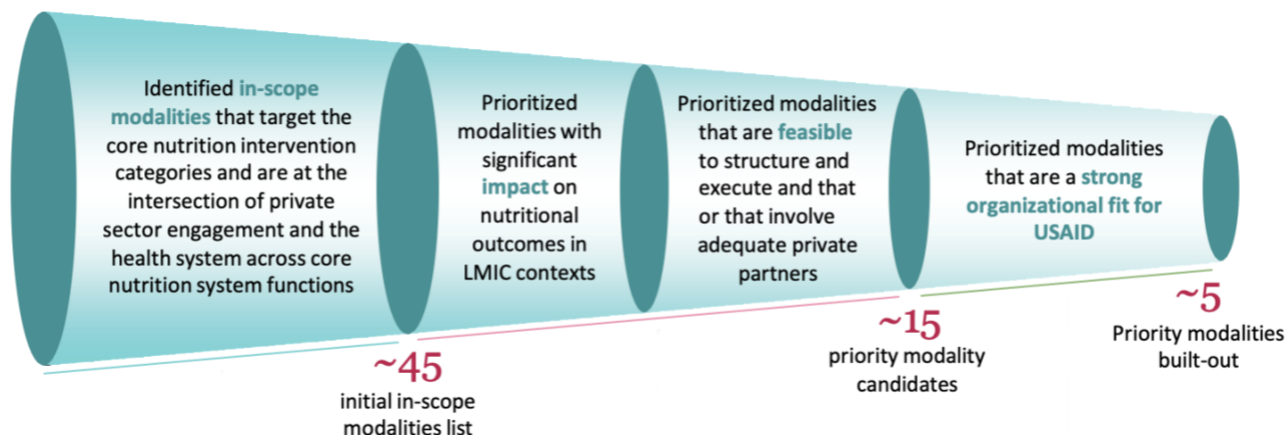 Identified in-scope
modalities that target the
core nutrition intervention
categories and are at the
intersection of private
sector engagement and the
health system across core
nutrition system functions
Prioritized
modalities with
significant
impact on
nutritional
outcomes in
LMIC contexts
Prioritized modalities
that are feasible
to structure and
execute and that
or that involve
adequate private
partners
Prioritized modalities
that are a strong
organizational fit for
USAID
~45
initial in-scope
modalities list
~15
priority modality
candidates
~5
Priority modalities
built-out